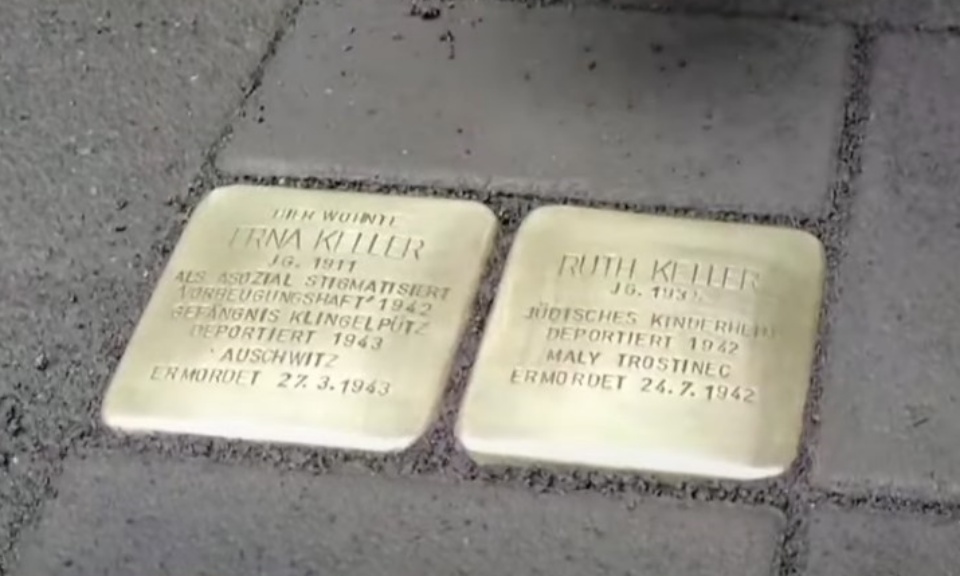 HIER WOHNTE
ERNA KELLER
JG. 1911
ALS ASOZIAL STIGMATISIERT
VORBEUGUNGSHAFT 1942
GEFÄNGNIS KLINGELPÜTZ
DEPORTIERT 1943
AUSCHWITZ
ERMORDET 27.3.1943
RUTH KELLER
JG.
JÜDISCHES KINDERHEIM
DEPORTIERT 1942
MALY TROSTINEC
ERMORDET 24.7.1942